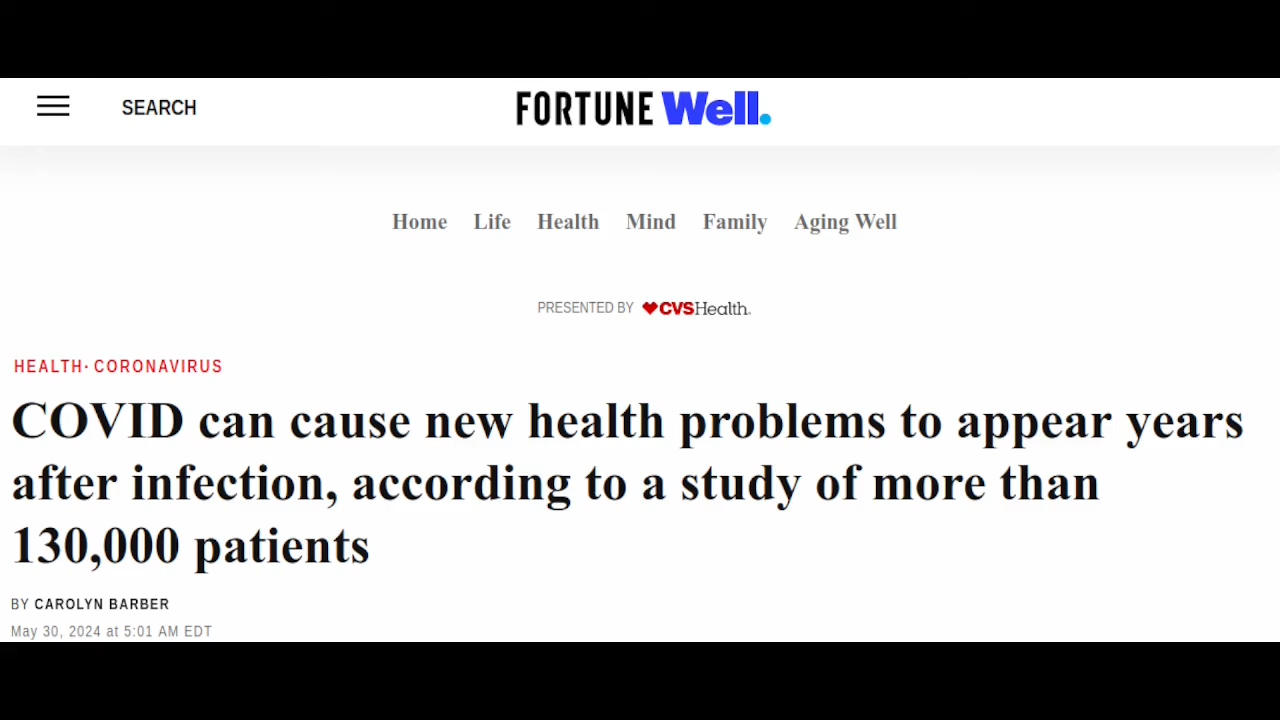 SEARCH
FORTUNE Well.
Home Life Health Mind Family Aging Well
PRESENTED BY CVSHealth.
HEALTH· CORONAVIRUS
COVID can cause new health problems to appear years
after infection, according to a study of more than
130,000 patients
BY CAROLYN BARBER
May 30, 2024 at 5:01 AM EDT